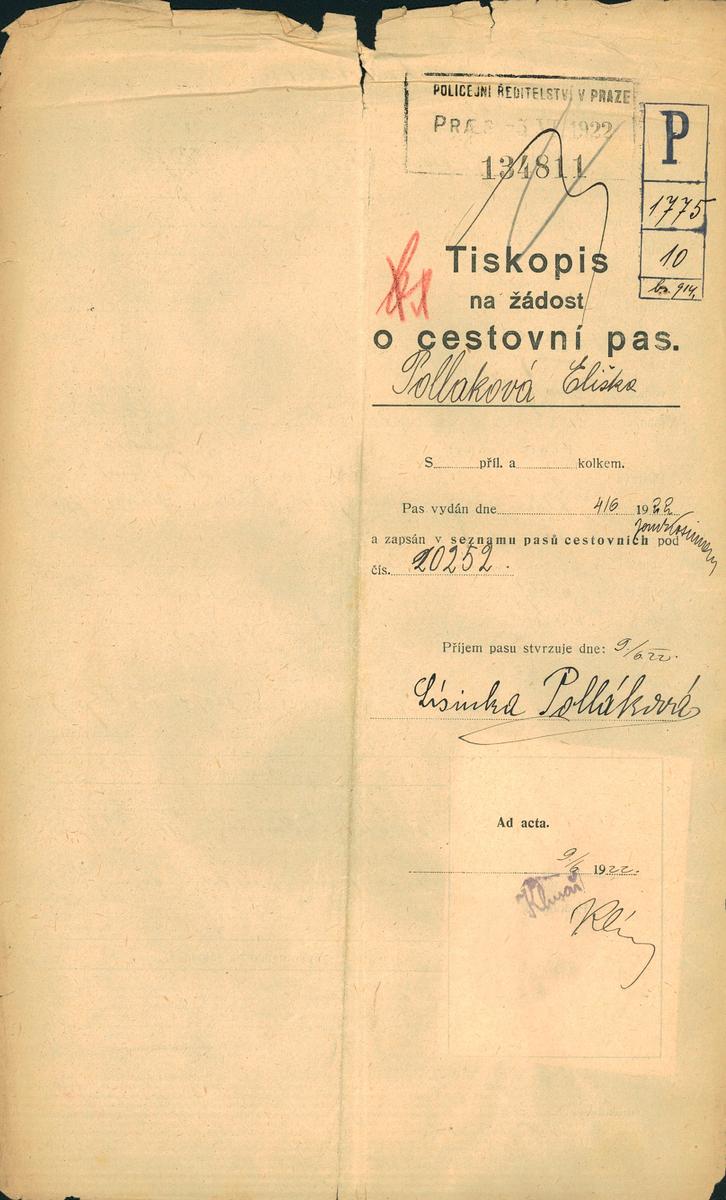 POLICEJNÍ ŘEDITELSTVÍ V PRAZE
1922
134811
P
1775
10
Tiskopis
na žádost
o cestovní pas.
Pollaková Eliška
S........příl. a............kolkem.
Pas vydán dne 4/6 1922
a zapsán v seznamu pasů cestovních pod
čís. 20252.
Příjem pasu stvrzuje dne: 9/6 22.
Lisinka Polláková
Ad acta.
9/6 1922.